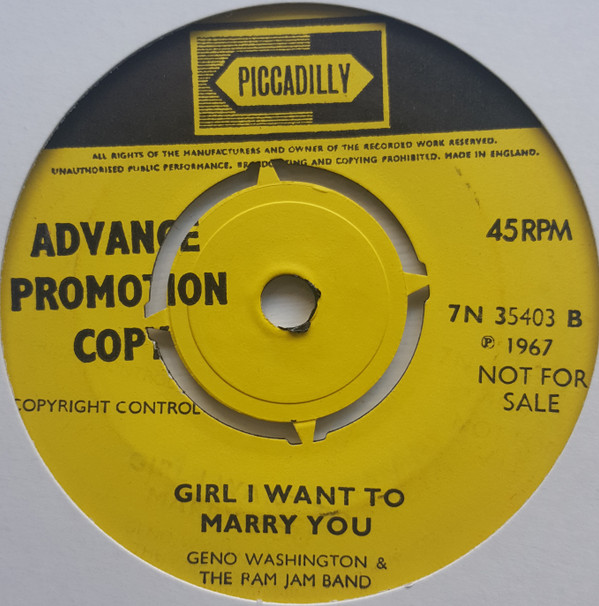 PICCADILLY
ALL RIGHTS OF THE MANUFACTURERS AND OWNER OF THE RECORDED WORK RESERVED.
UNAUTHORISED PUBLIC PERFORMANCE, BROADCASTING AND COPYING PROHIBITED. MADE IN ENGLAND.
ADVANCE
PROMOTION
COPY
45 RPM
7N 35403 B
℗ 1967
NOT FOR
SALE
COPYRIGHT CONTROL
GIRL I WANT TO
MARRY YOU
GENO WASHINGTON &
THE RAM JAM BAND